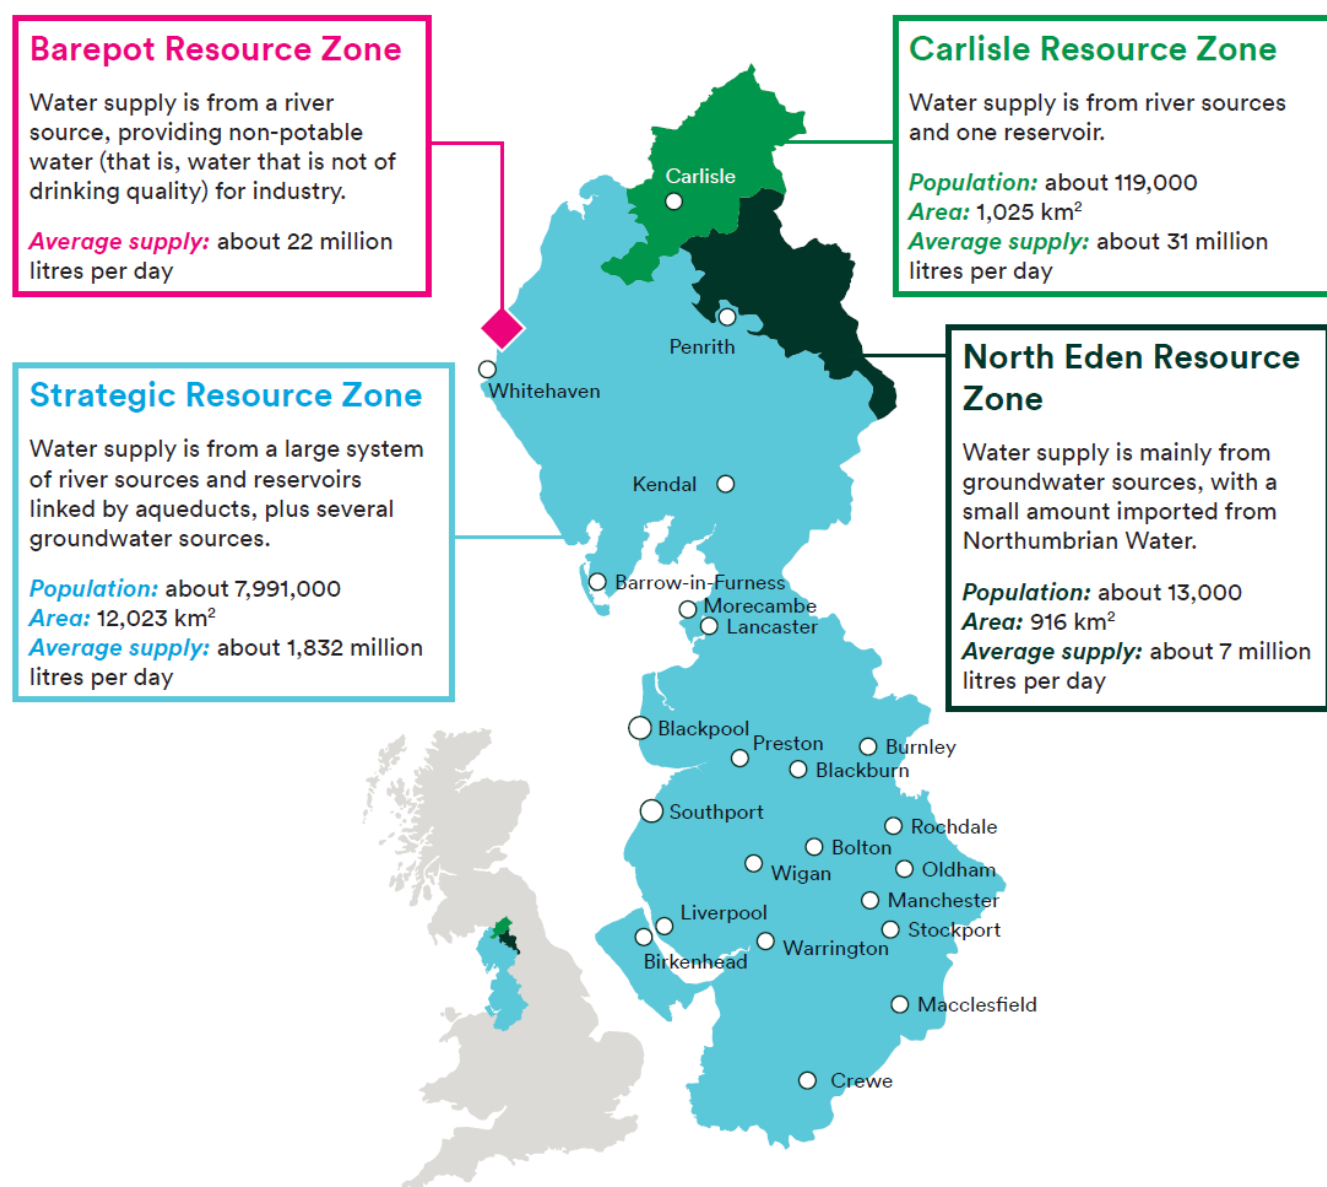 Barepot Resource Zone
Water supply is from a river
source, providing non-potable
water (that is, water that is not of
drinking quality) for industry.
Average supply: about 22 million
litres per day
Carlisle Resource Zone
Water supply is from river sources
and one reservoir.
Population: about 119,000
Area: 1,025 km²
Average supply: about 31 million
litres per day
Strategic Resource Zone
Water supply is from a large system
of river sources and reservoirs
linked by aqueducts, plus several
groundwater sources.
Population: about 7,991,000
Area: 12,023 km²
Average supply: about 1,832 million
litres per day
North Eden Resource
Zone
Water supply is mainly from
groundwater sources, with a
small amount imported from
Northumbrian Water.
Population: about 13,000
Area: 916 km²
Average supply: about 7 million
litres per day
Carlisle
Penrith
Whitehaven
Kendal
Barrow-in-Furness
Morecambe
Lancaster
Blackpool
Preston
Burnley
Blackburn
Southport
Rochdale
Bolton
Wigan
Oldham
Manchester
Liverpool
Stockport
Birkenhead
Warrington
Macclesfield
Crewe